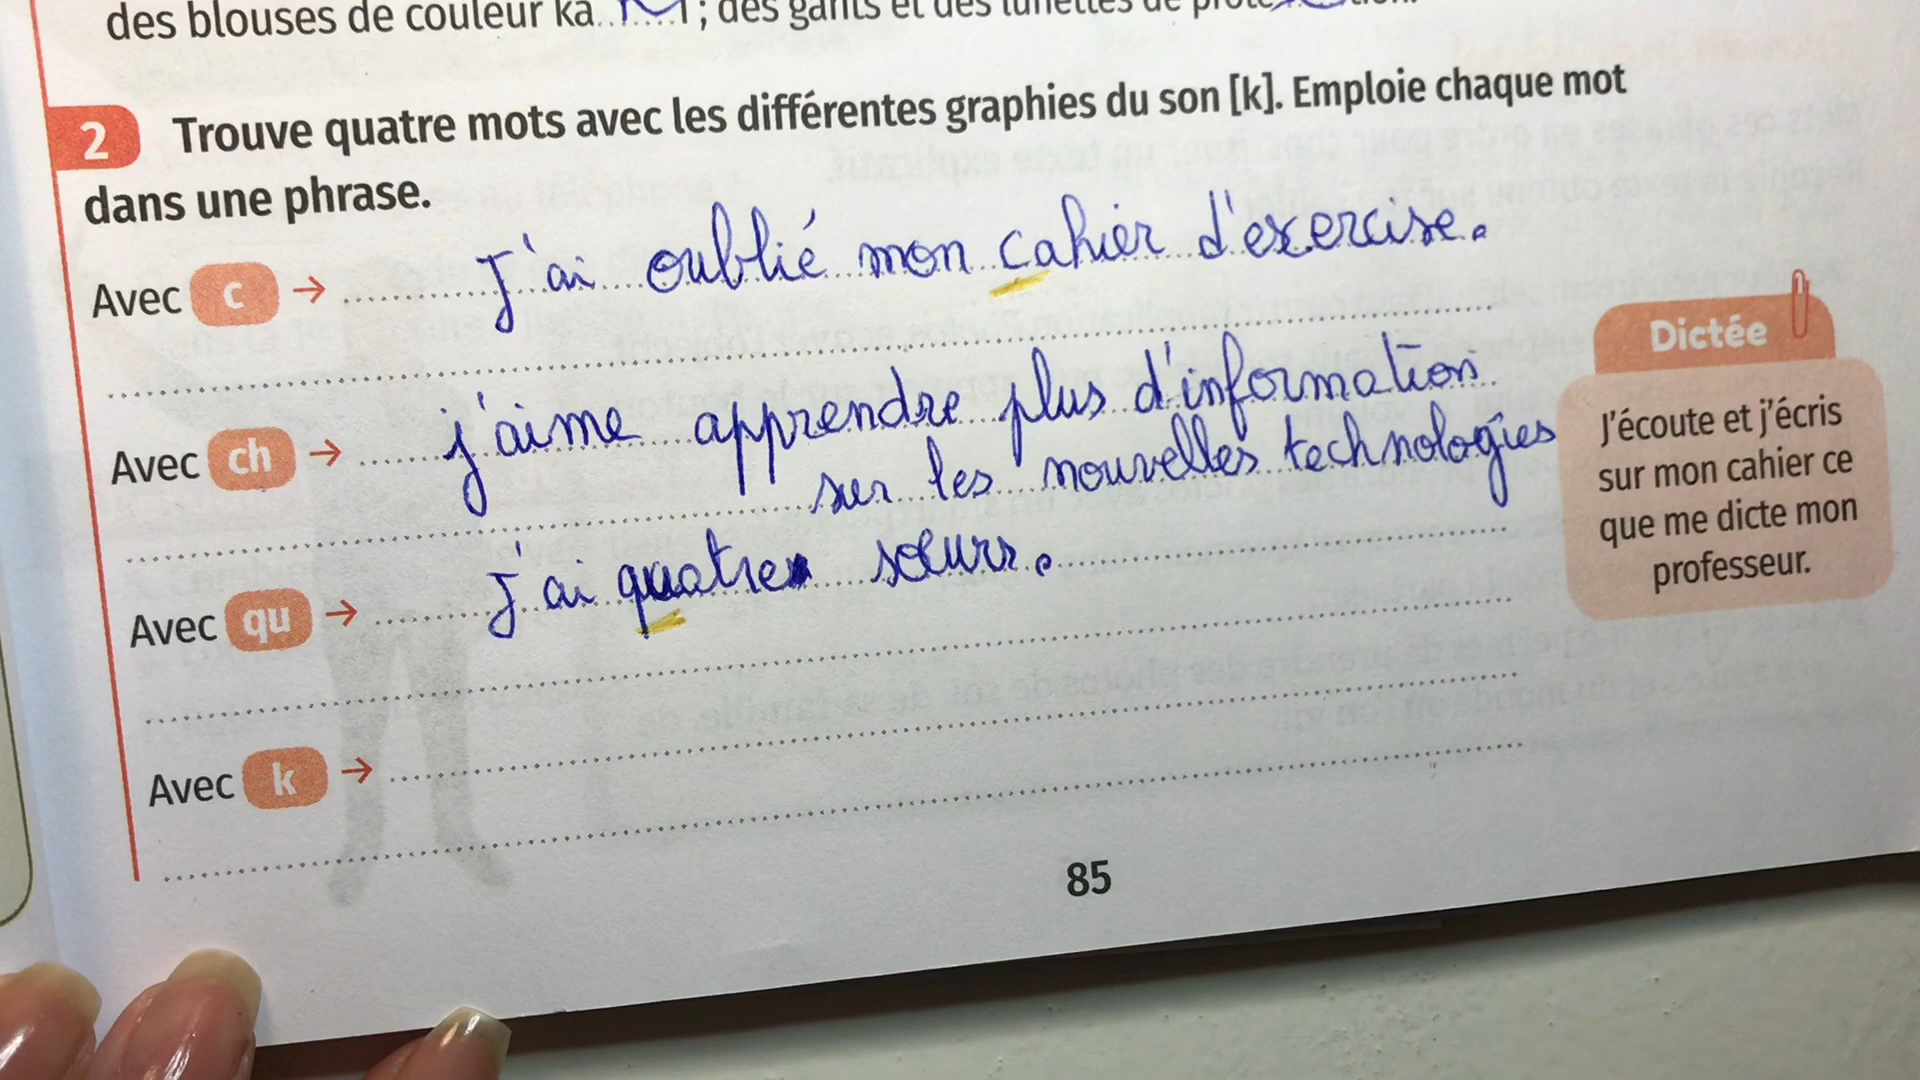 des blouses de couleur ka......i ; des gants et des lunettes de protection.
2 Trouve quatre mots avec les différentes graphies du son [k]. Emploie chaque mot
dans une phrase.
Avec c → J'ai oublié mon cahier d'exercise.
Avec ch → j'aime apprendre plus d'information
sur les nouvelles technologies
Avec qu → J'ai quatre sœurs.
Avec k →
Dictée
J'écoute et j'écris
sur mon cahier ce
que me dicte mon
professeur.
85